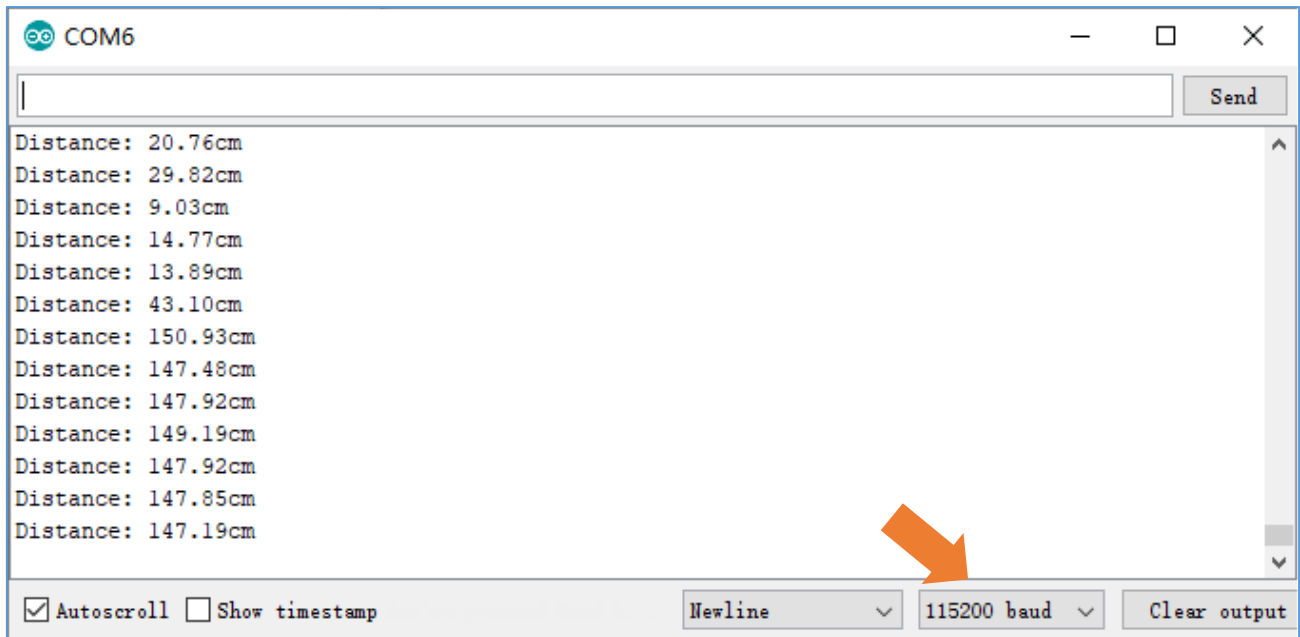 COM6
Send
Distance: 20.76cm
Distance: 29.82cm
Distance: 9.03cm
Distance: 14.77cm
Distance: 13.89cm
Distance: 43.10cm
Distance: 150.93cm
Distance: 147.48cm
Distance: 147.92cm
Distance: 149.19cm
Distance: 147.92cm
Distance: 147.85cm
Distance: 147.19cm
Autoscroll Show timestamp Newline 115200 baud Clear output